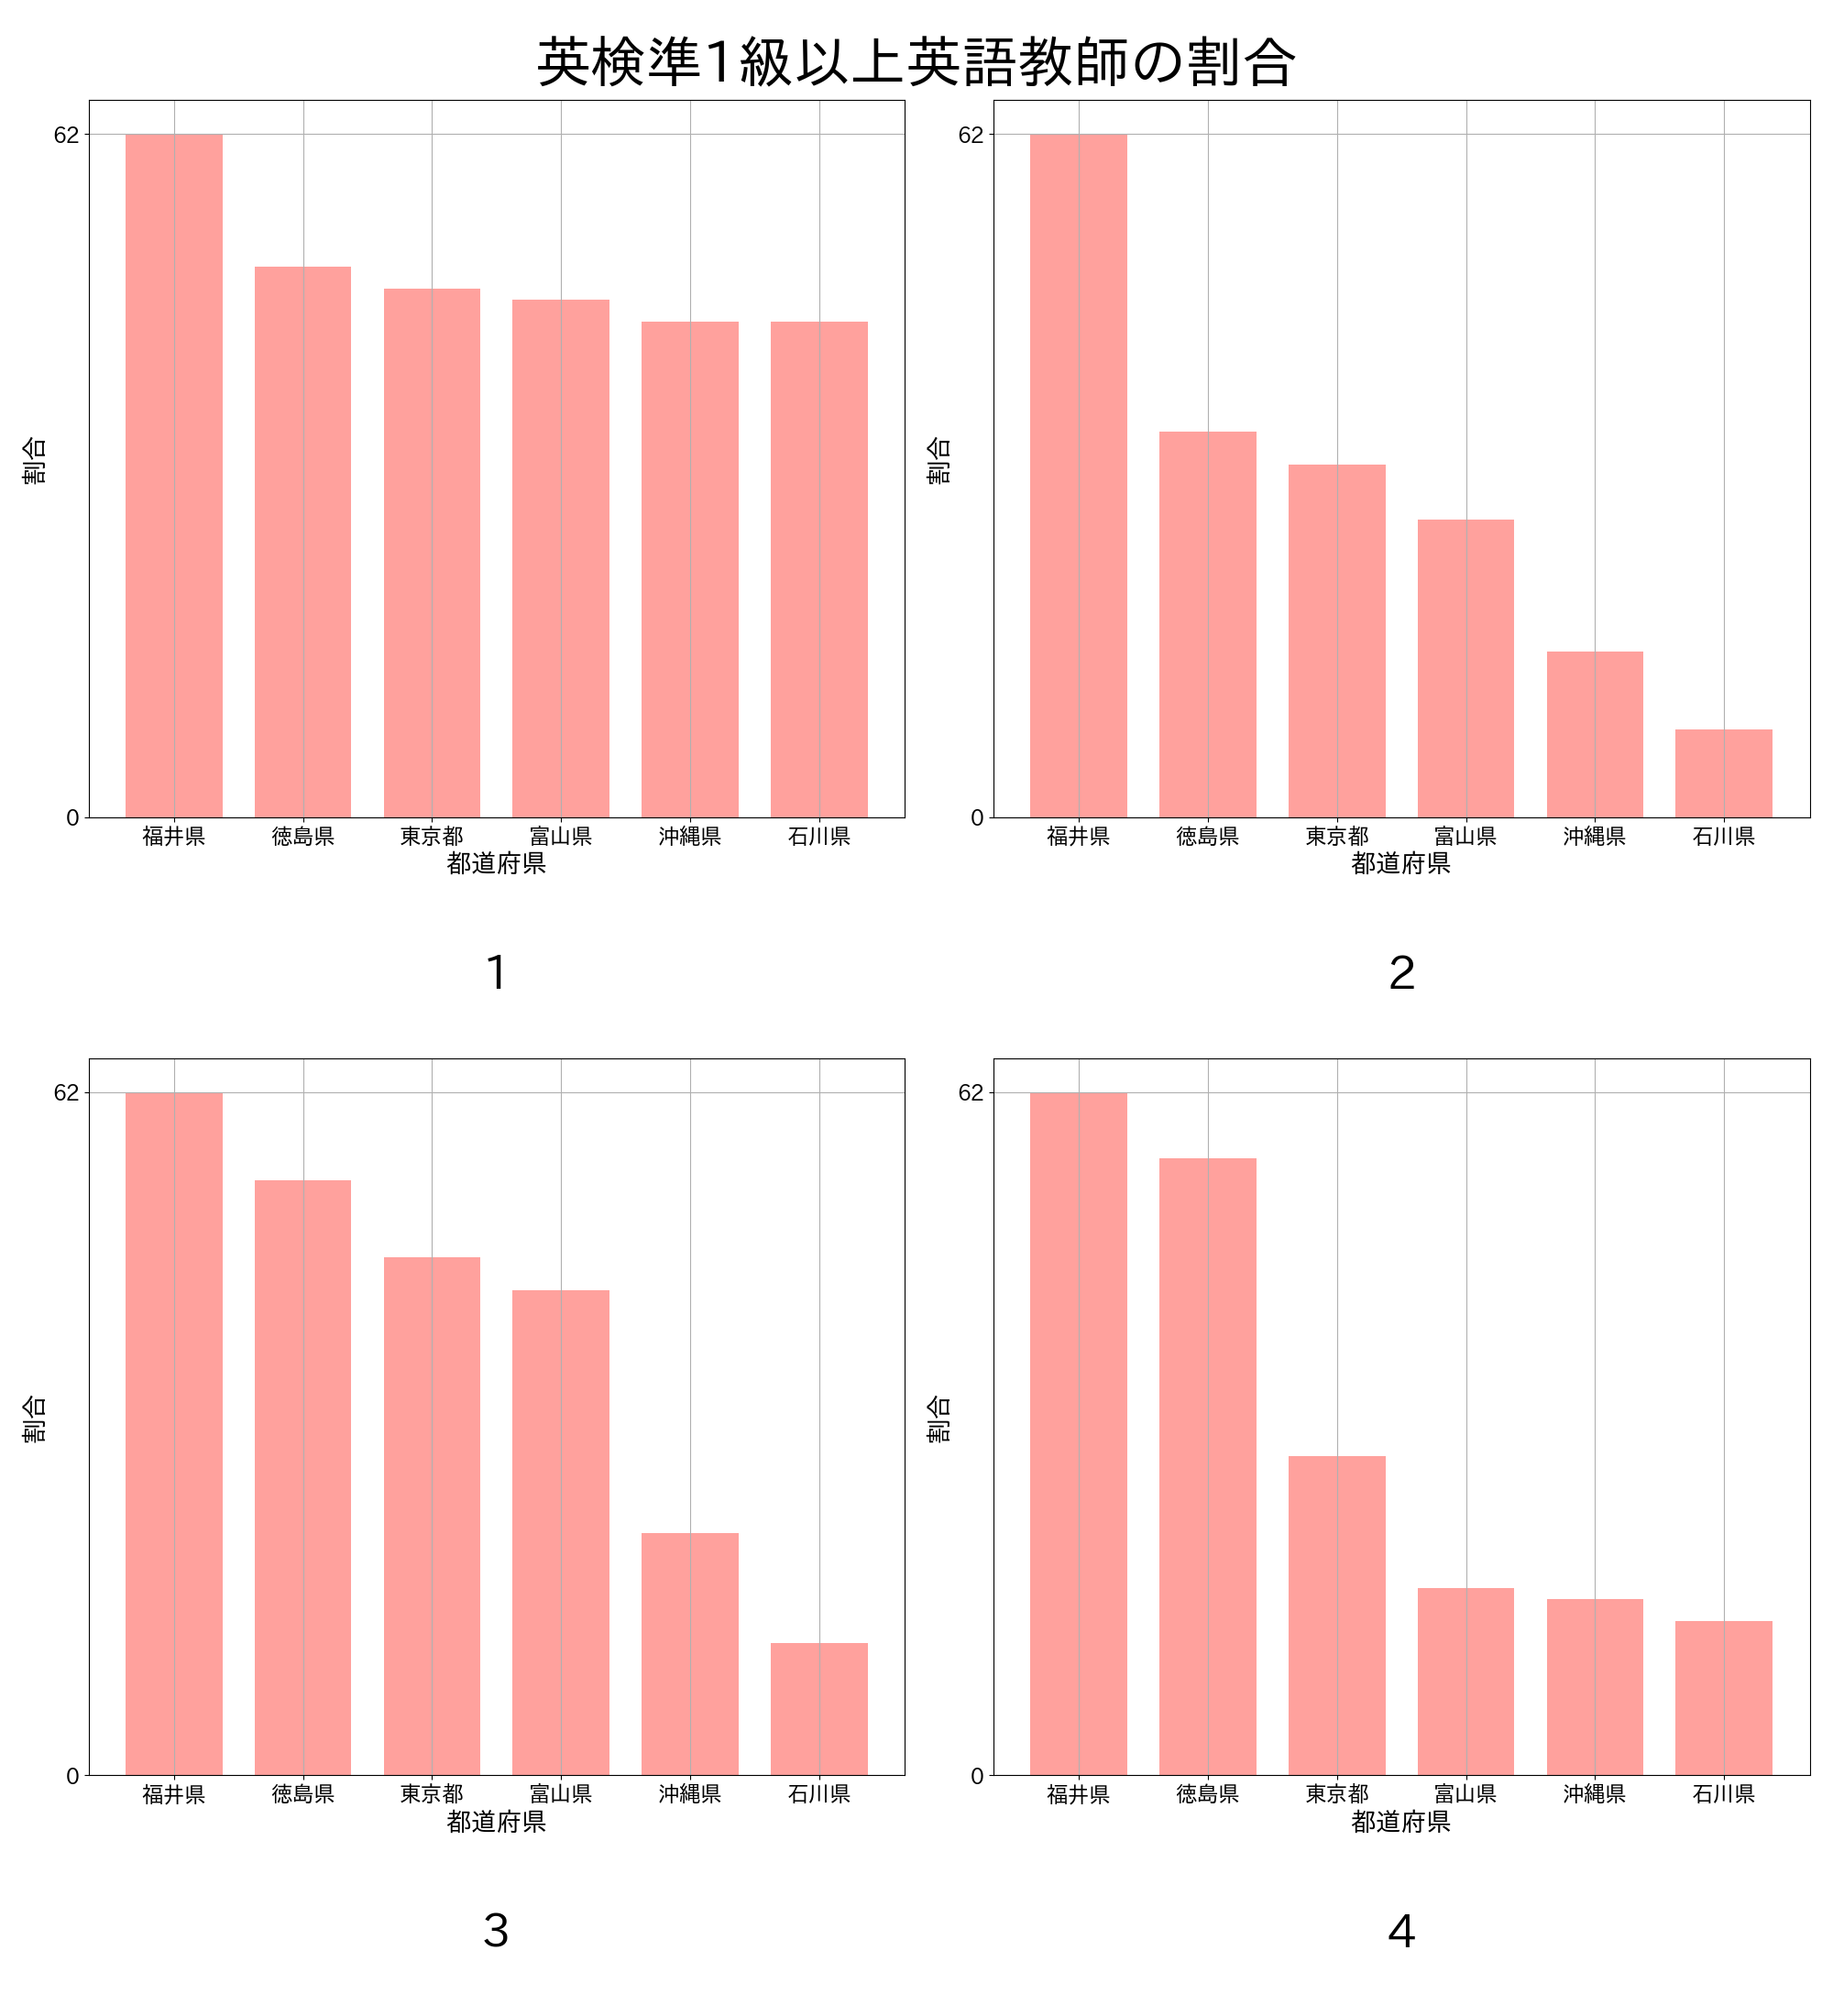 英検準1級以上英語教師の割合
62
0
割合
福井県 徳島県 東京都 富山県 沖縄県 石川県
都道府県
1
62
0
割合
福井県 徳島県 東京都 富山県 沖縄県 石川県
都道府県
2
62
0
割合
福井県 徳島県 東京都 富山県 沖縄県 石川県
都道府県
3
62
0
割合
福井県 徳島県 東京都 富山県 沖縄県 石川県
都道府県
4